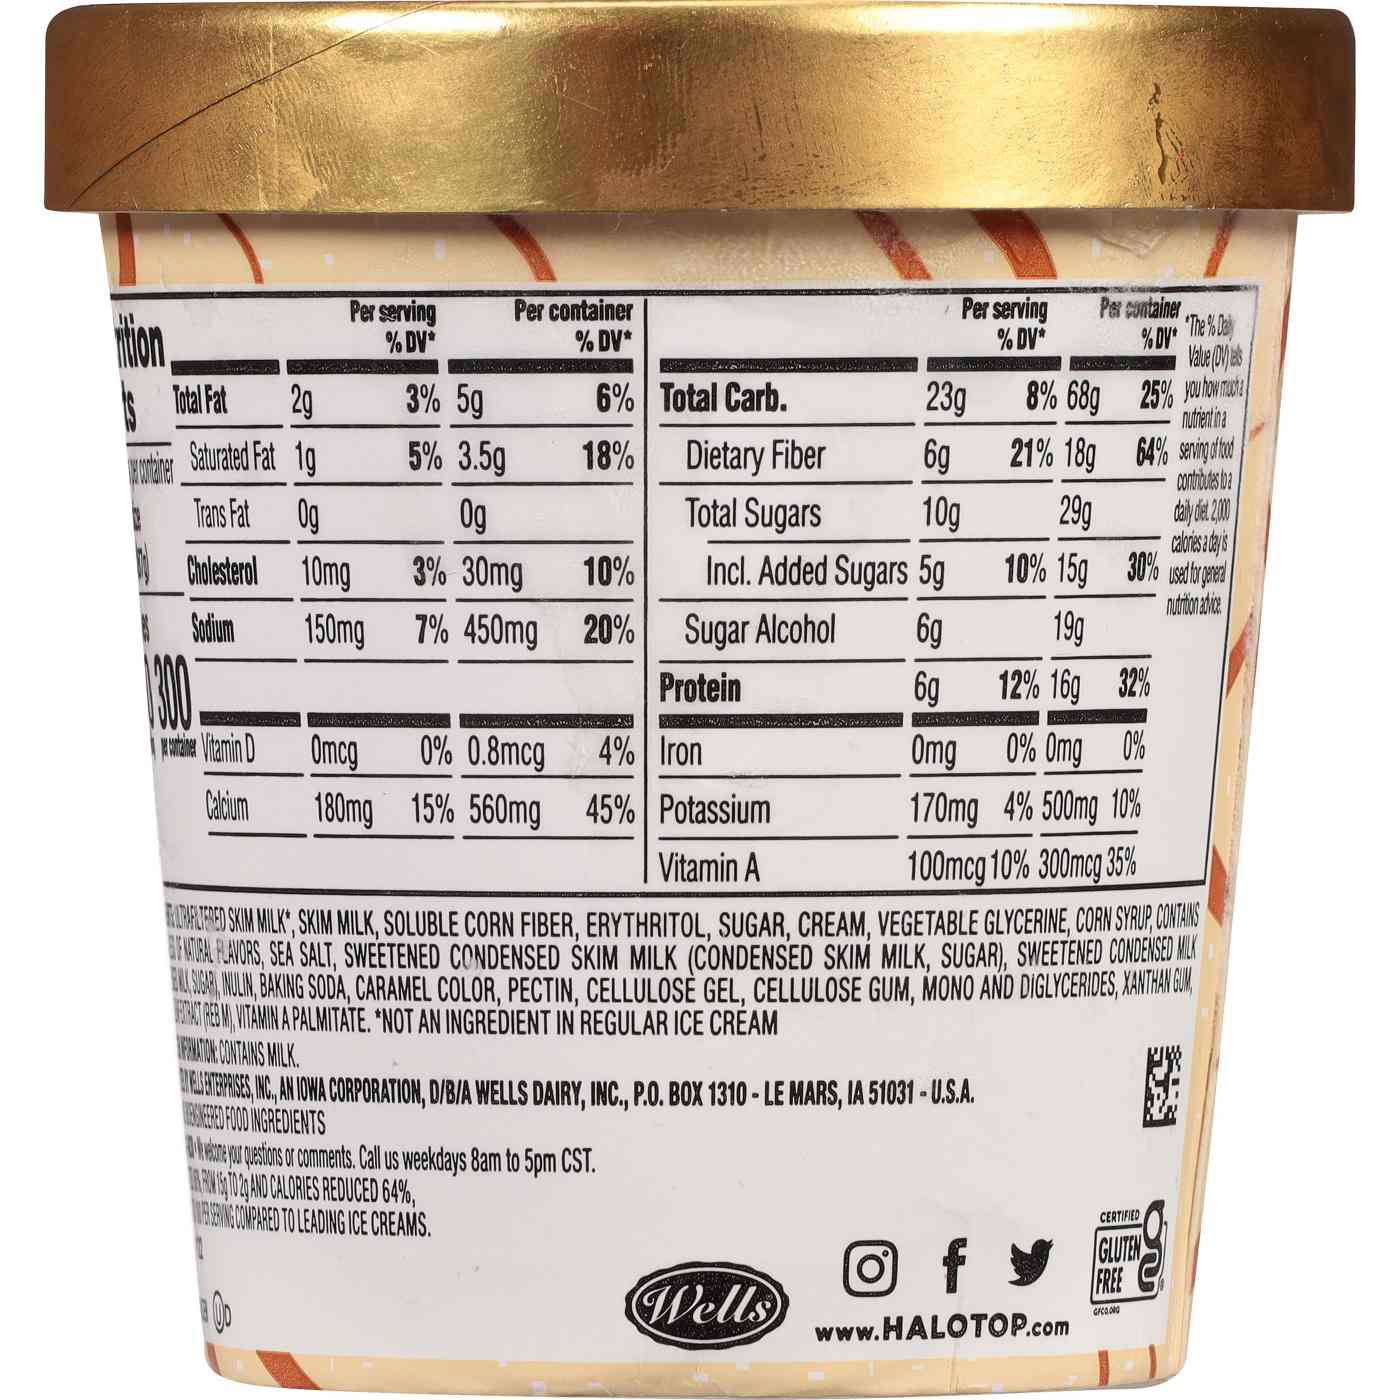 Per serving Per container
% DV* % DV*
Total Fat 2g 3% 5g 6%
Saturated Fat 1g 5% 3.5g 18%
Trans Fat 0g 0g
Cholesterol 10mg 3% 30mg 10%
Sodium 150mg 7% 450mg 20%
300
per container
Vitamin D 0mcg 0% 0.8mcg 4%
Calcium 180mg 15% 560mg 45%
Per serving Per container
% DV* % DV*
Total Carb. 23g 8% 68g 25%
Dietary Fiber 6g 21% 18g 64%
Total Sugars 10g 29g
Incl. Added Sugars 5g 10% 15g 30%
Sugar Alcohol 6g 19g
Protein 6g 12% 16g 32%
Iron 0mg 0% 0mg 0%
Potassium 170mg 4% 500mg 10%
Vitamin A 100mcg 10% 300mcg 35%
*The % Daily
Value (DV) tells
you how much a
nutrient in a
serving of food
contributes to a
daily diet. 2,000
calories a day is
used for general
nutrition advice.
SKIM MILK*, SKIM MILK, SOLUBLE CORN FIBER, ERYTHRITOL, SUGAR, CREAM, VEGETABLE GLYCERINE, CORN SYRUP, CONTAINS
OF NATURAL FLAVORS, SEA SALT, SWEETENED CONDENSED SKIM MILK (CONDENSED SKIM MILK, SUGAR), SWEETENED CONDENSED MILK
MILK, SUGAR), INULIN, BAKING SODA, CARAMEL COLOR, PECTIN, CELLULOSE GEL, CELLULOSE GUM, MONO AND DIGLYCERIDES, XANTHAN GUM,
EXTRACT (REB M), VITAMIN A PALMITATE. *NOT AN INGREDIENT IN REGULAR ICE CREAM
INFORMATION: CONTAINS MILK.
WELLS ENTERPRISES, INC., AN IOWA CORPORATION, D/B/A WELLS DAIRY, INC., P.O. BOX 1310 - LE MARS, IA 51031 - U.S.A.
FOOD INGREDIENTS
• We welcome your questions or comments. Call us weekdays 8am to 5pm CST.
FROM 15g TO 2g AND CALORIES REDUCED 64%,
PER SERVING COMPARED TO LEADING ICE CREAMS.
U D
Wells
www.HALOTOP.com
CERTIFIED
GLUTEN
FREE
GFCO.ORG